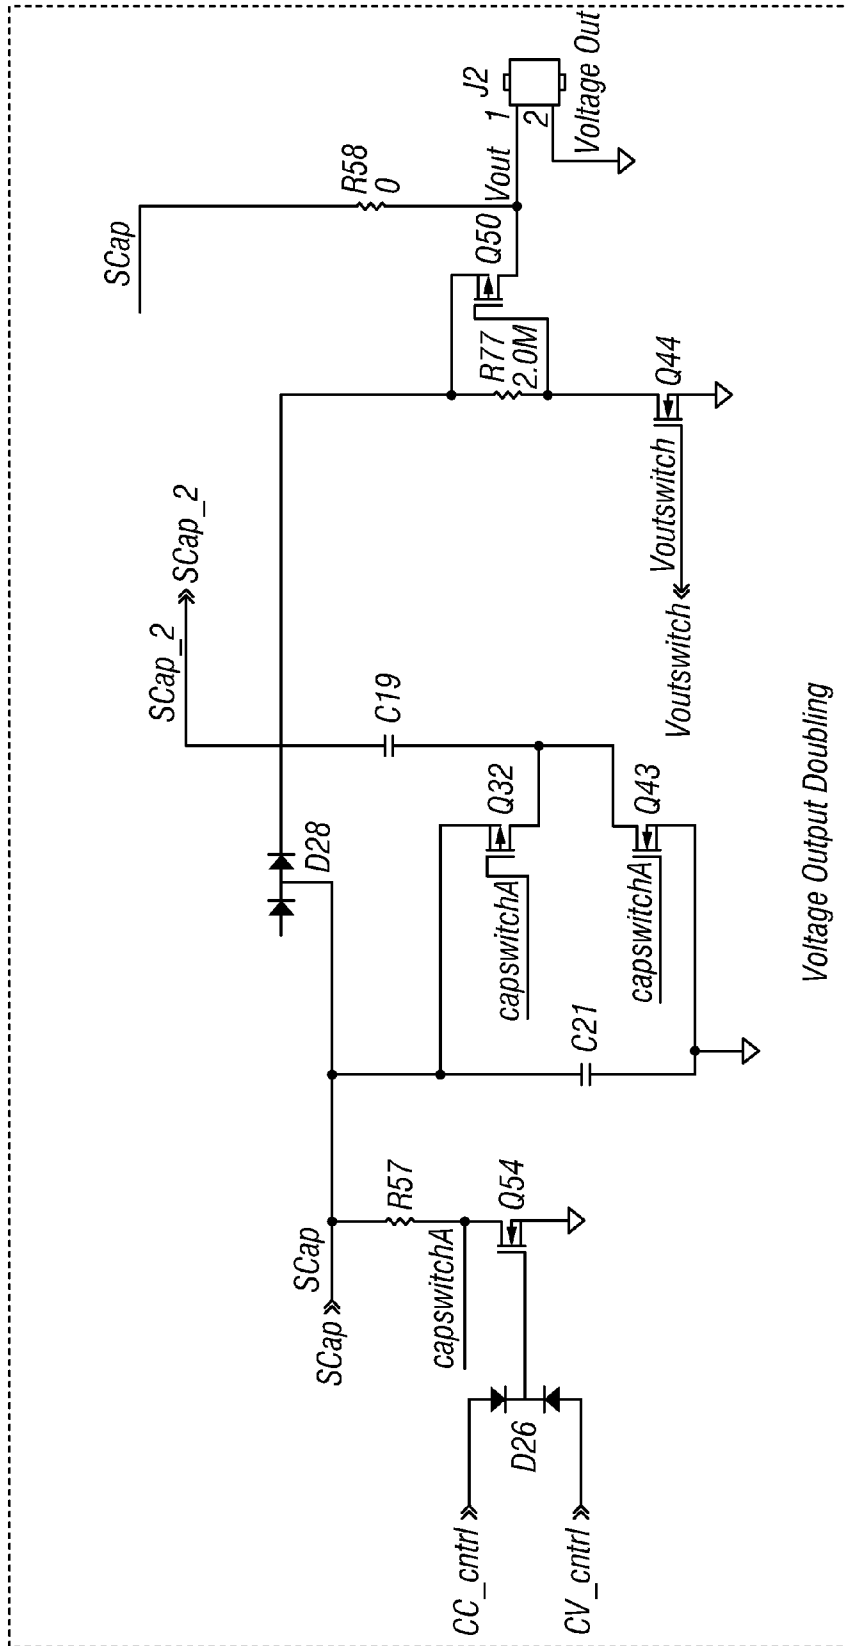 SCap
SCap
R57
capswitchA
Q54
CC_cntrl
D26
CV_cntrl
D28
C21
capswitchA
Q32
capswitchA
Q43
C19
SCap_2
SCap_2
Voutswitch
Voutswitch
Q44
R77
2.0M
Q50
SCap
R58
0
Vout
1
2
J2
Voltage Out
Voltage Output Doubling